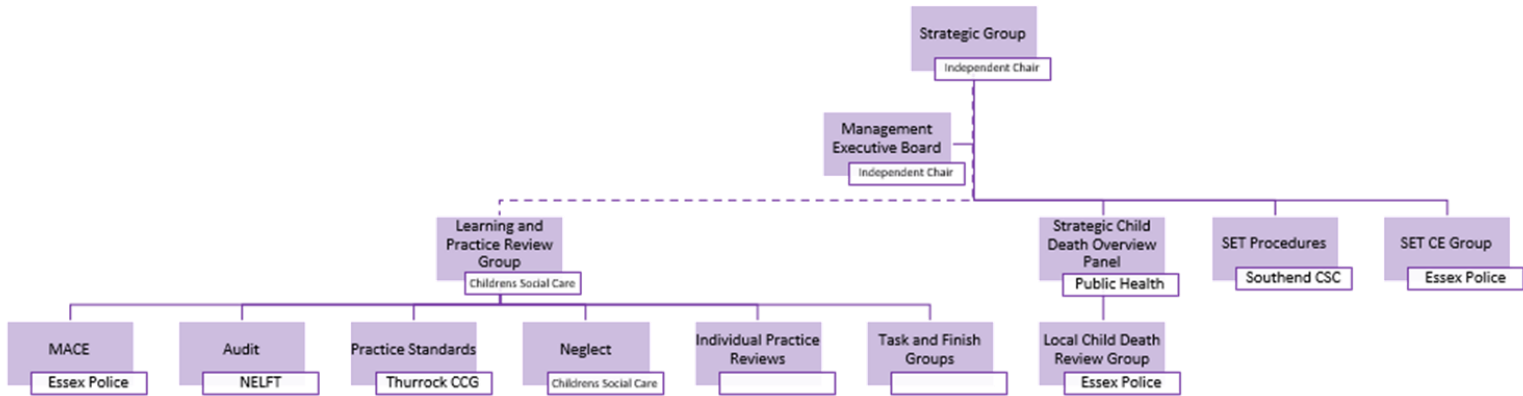 Strategic Group
Independent Chair
Management
Executive Board
Independent Chair
Learning and
Practice Review
Group
Childrens Social Care
Strategic Child
Death Overview
Panel
Public Health
SET Procedures
Southend CSC
SET CE Group
Essex Police
MACE
Essex Police
Audit
NELFT
Practice Standards
Thurrock CCG
Neglect
Childrens Social Care
Individual Practice
Reviews
Task and Finish
Groups
Local Child Death
Review Group
Essex Police